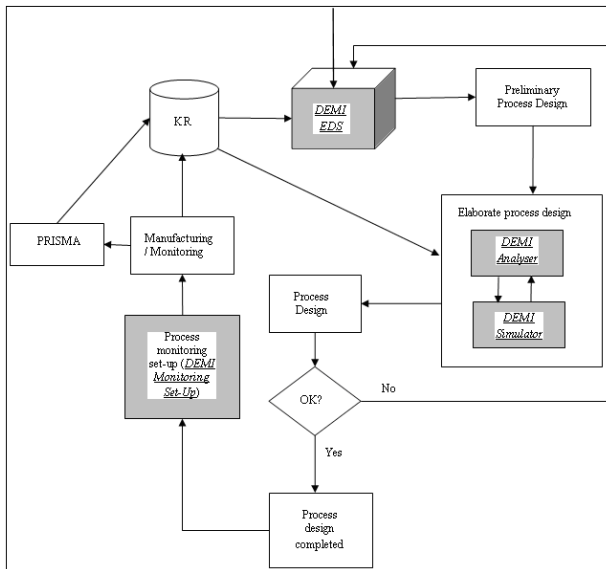 KR
DEMI
EDS
Preliminary
Process Design
PRISMA
Manufacturing
/ Monitoring
Elaborate process design
DEMI
Analyser
DEMI
Simulator
Process
Design
Process
monitoring
set-up (DEMI
Monitoring
Set-Up)
OK?
No
Yes
Process
design
completed